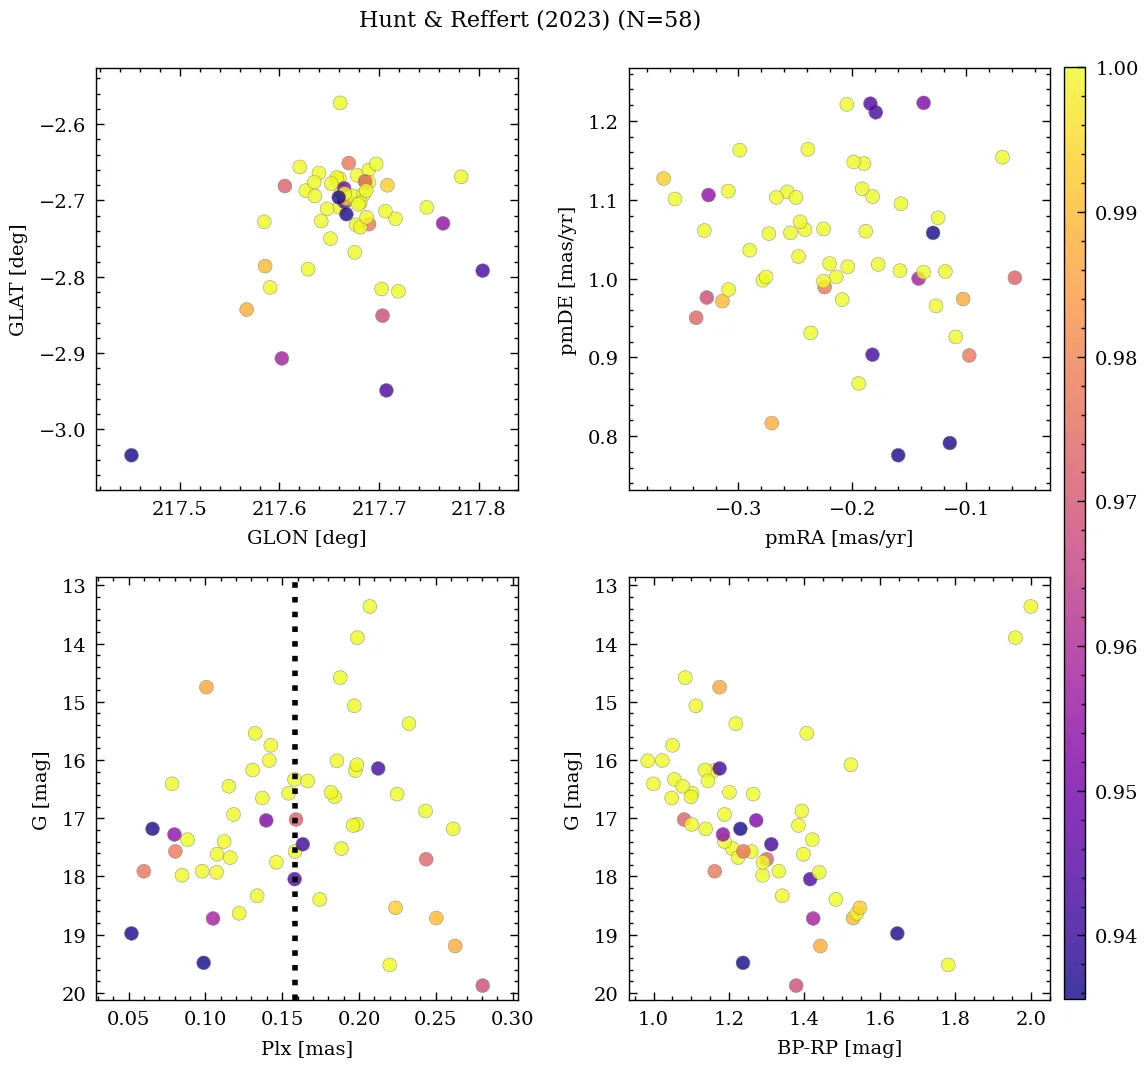 Hunt & Reffert (2023) (N=58)
−2.6
−2.7
−2.8
−2.9
−3.0
GLAT [deg]
217.5 217.6 217.7 217.8
GLON [deg]
1.2
1.1
1.0
0.9
0.8
pmDE [mas/yr]
−0.3 −0.2 −0.1
pmRA [mas/yr]
1.00
0.99
0.98
0.97
0.96
0.95
0.94
13
14
15
16
17
18
19
20
G [mag]
0.05 0.10 0.15 0.20 0.25 0.30
Plx [mas]
13
14
15
16
17
18
19
20
G [mag]
1.0 1.2 1.4 1.6 1.8 2.0
BP-RP [mag]